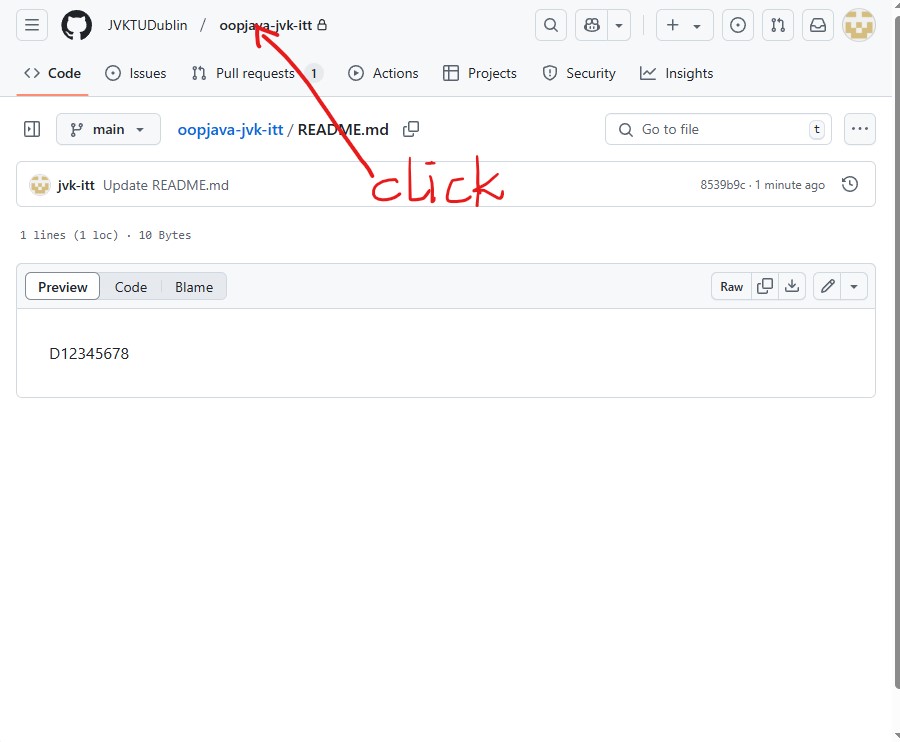 JVKTUDublin / oopjava-jvk-itt
Code Issues Pull requests 1 Actions Projects Security Insights
main oopjava-jvk-itt / README.md Go to file t
click
jvk-itt Update README.md 8539b9c · 1 minute ago
1 lines (1 loc) · 10 Bytes
Preview Code Blame Raw
D12345678